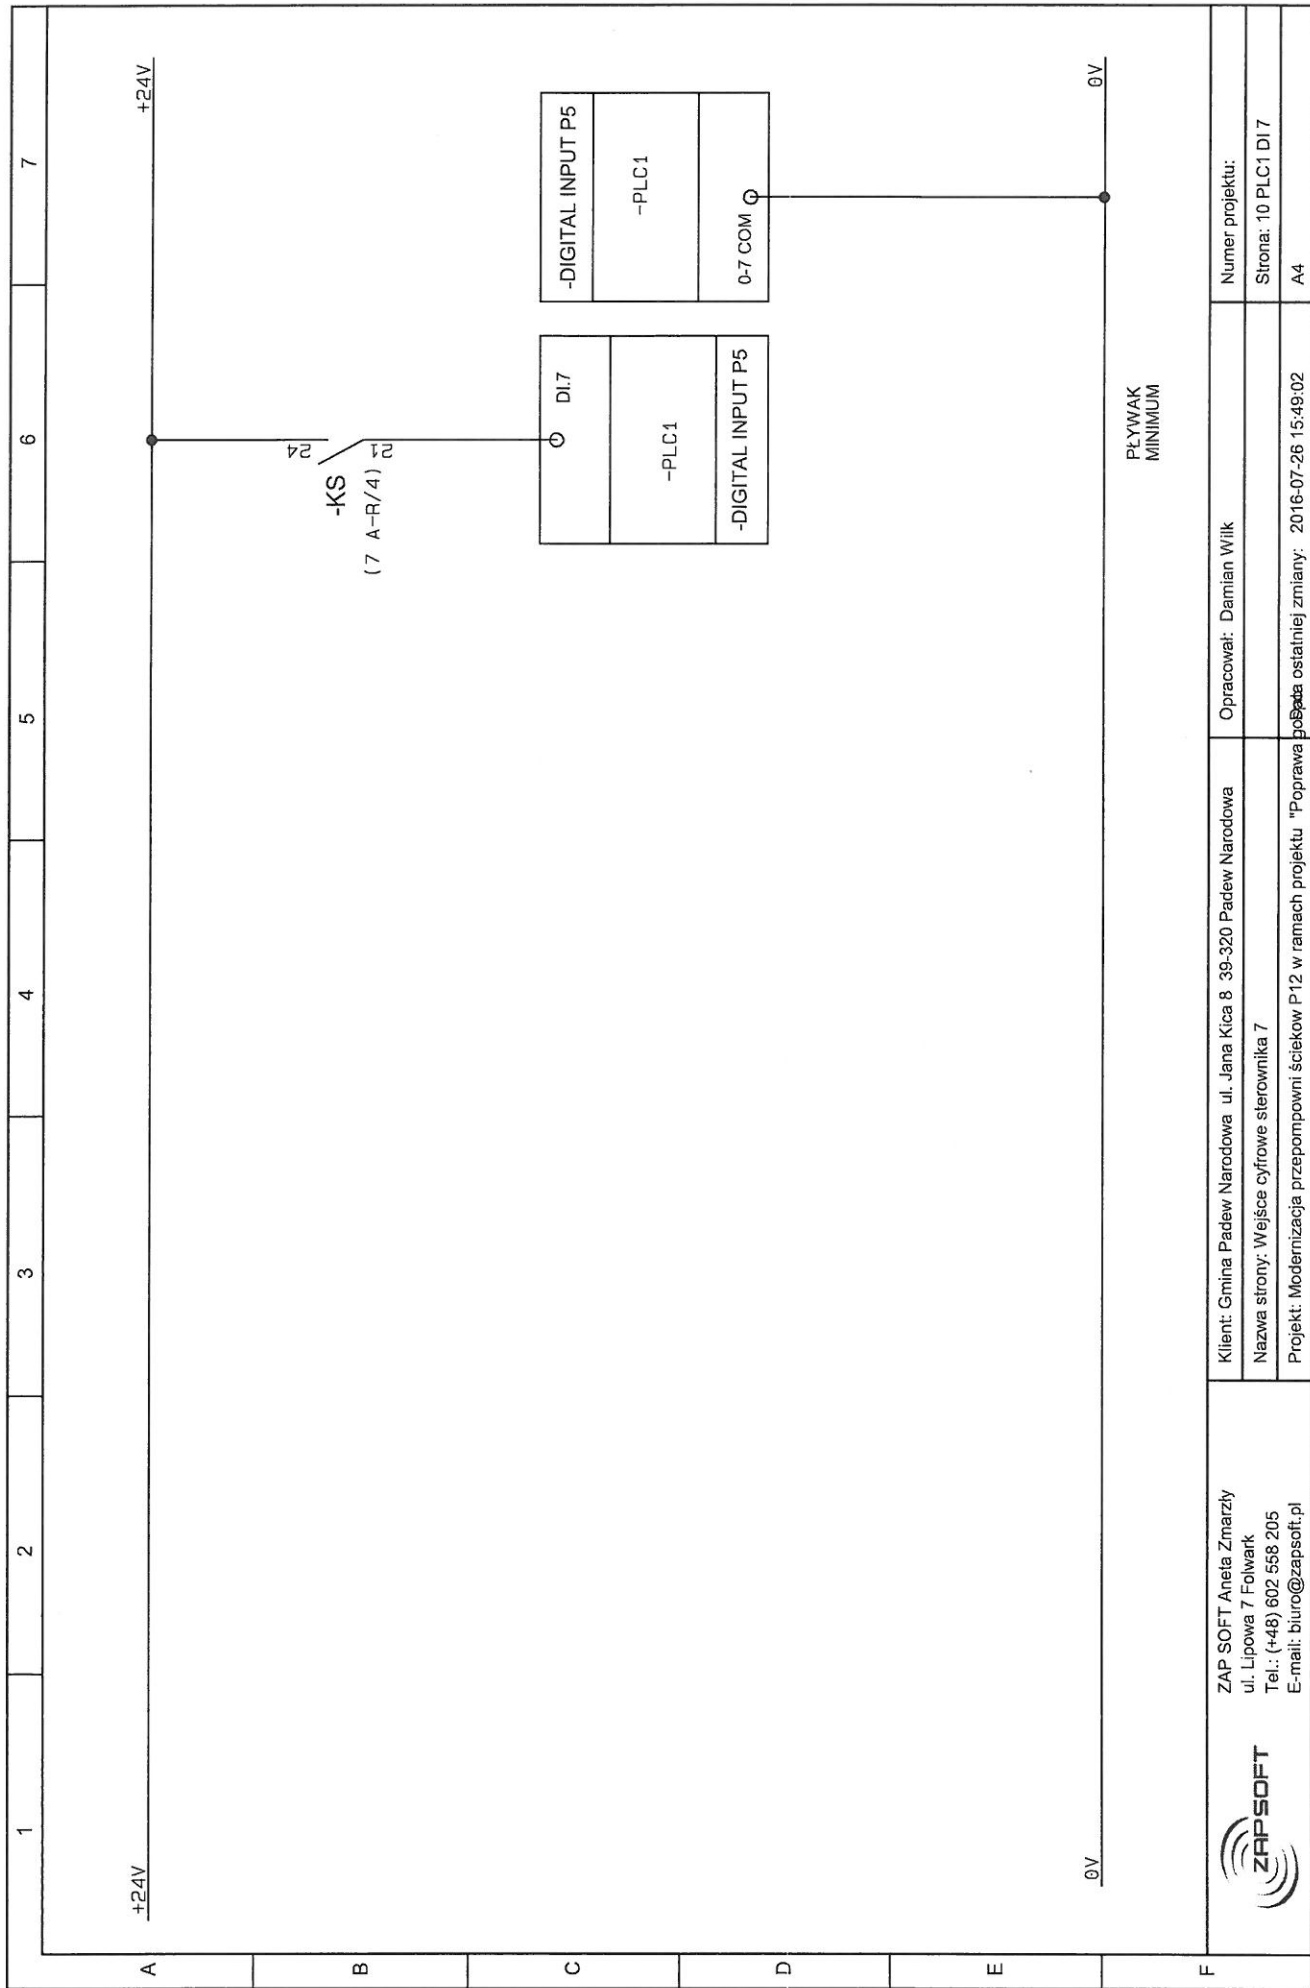 1 2 3 4 5 6 7
A
B
C
D
E
F
+24V +24V
24
-KS
21
(7 A-R/4)
DI.7
-PLC1
-DIGITAL INPUT P5
-DIGITAL INPUT P5
-PLC1
0-7 COM
0V 0V
PŁYWAK
MINIMUM
ZAPSOFT
ZAP SOFT Aneta Zmarzły
ul. Lipowa 7 Folwark
Tel.: (+48) 602 558 205
E-mail: biuro@zapsoft.pl
Klient: Gmina Padew Narodowa ul. Jana Kica 8 39-320 Padew Narodowa
Opracował: Damian Wilk
Numer projektu:
Nazwa strony: Wejście cyfrowe sterownika 7
Strona: 10 PLC1 DI 7
Projekt: Modernizacja przepompowni ściekow P12 w ramach projektu "Poprawa
ostatniej zmiany: 2016-07-26 15:49:02
A4